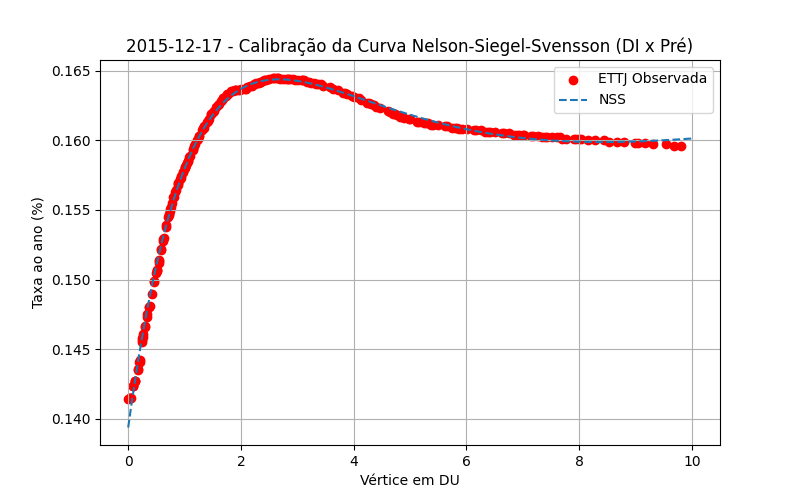 2015-12-17 - Calibração da Curva Nelson-Siegel-Svensson (DI x Pré)
ETTJ Observada
NSS
Taxa ao ano (%)
0.165
0.160
0.155
0.150
0.145
0.140
0
2
4
6
8
10
Vértice em DU